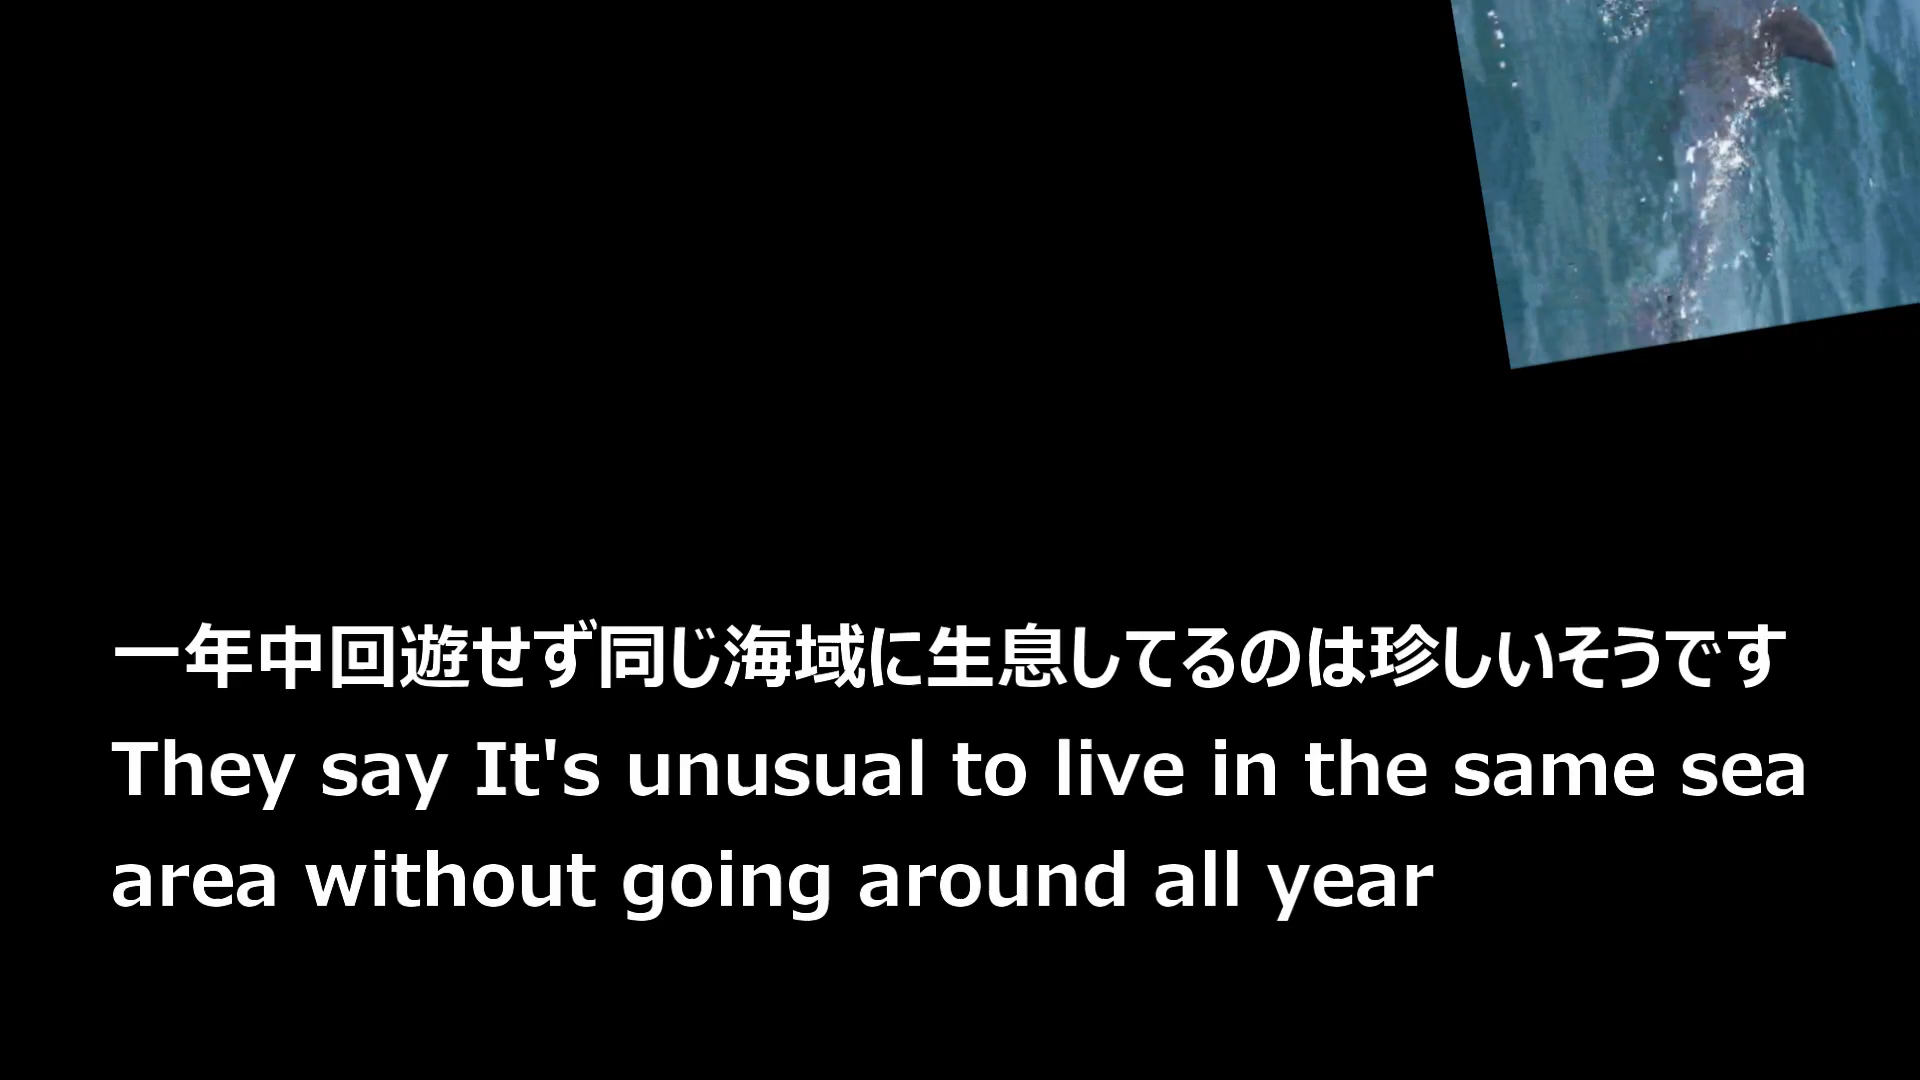 一年中回遊せず同じ海域に生息してるのは珍しいそうです
They say It's unusual to live in the same sea
area without going around all year